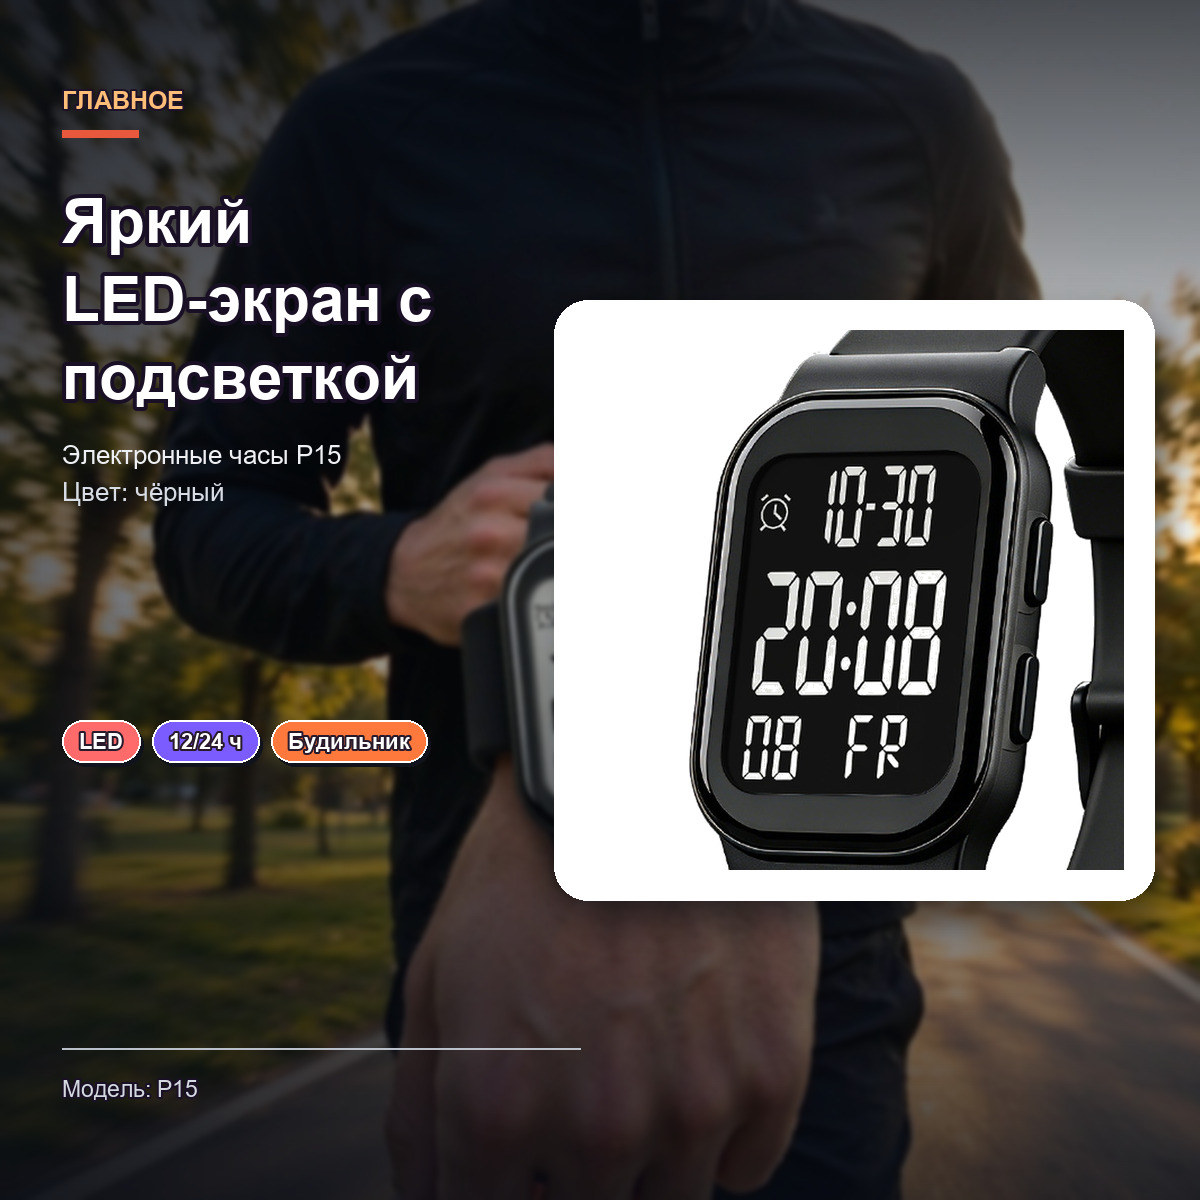 ГЛАВНОЕ
Яркий
LED-экран с
подсветкой
Электронные часы P15
Цвет: чёрный
LED
12/24 ч
Будильник
10:30
20:08
08 FR
Модель: P15